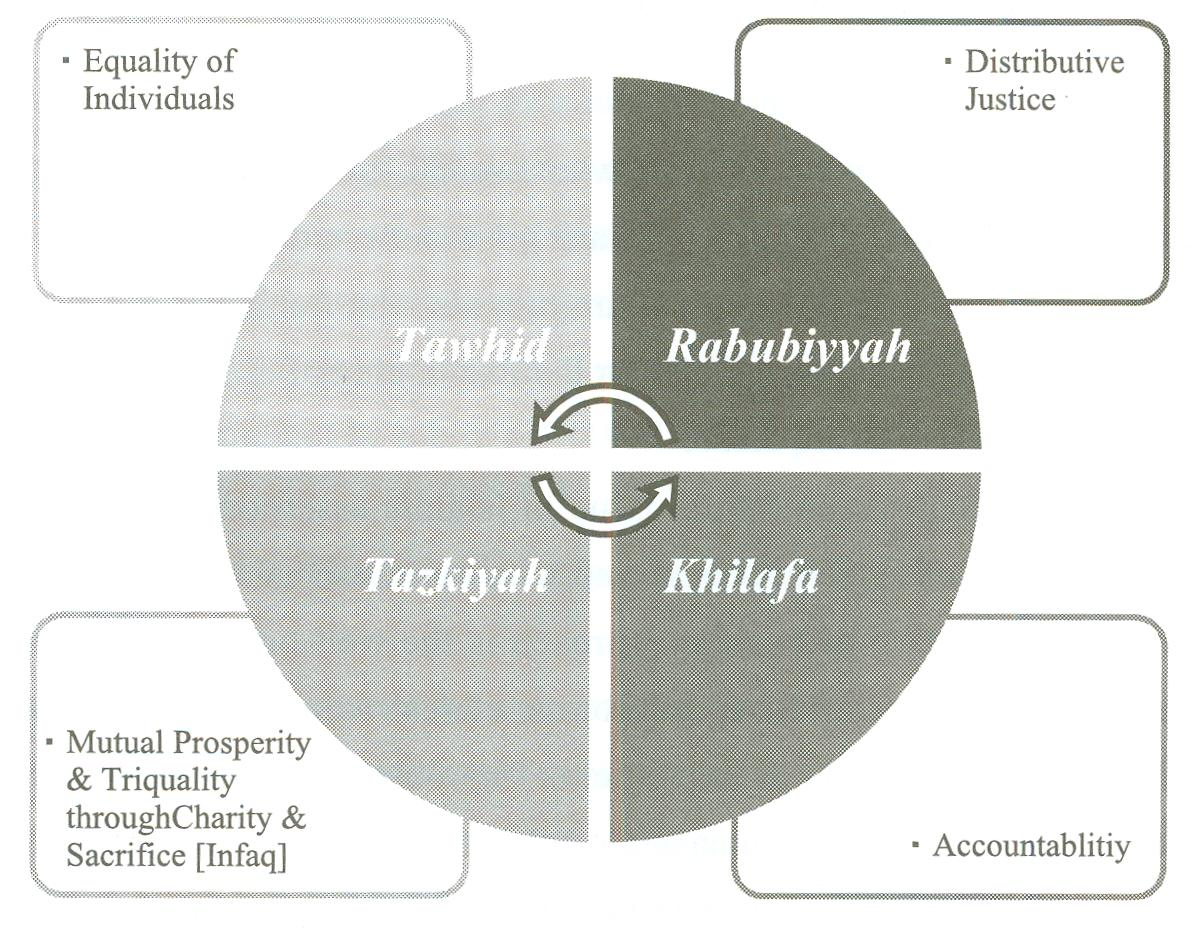 ▪ Equality of
Individuals
▪ Distributive
Justice
Tawhid
Rabubiyyah
Tazkiyah
Khilafa
▪ Mutual Prosperity
& Triquality
throughCharity &
Sacrifice [Infaq]
▪ Accountablitiy